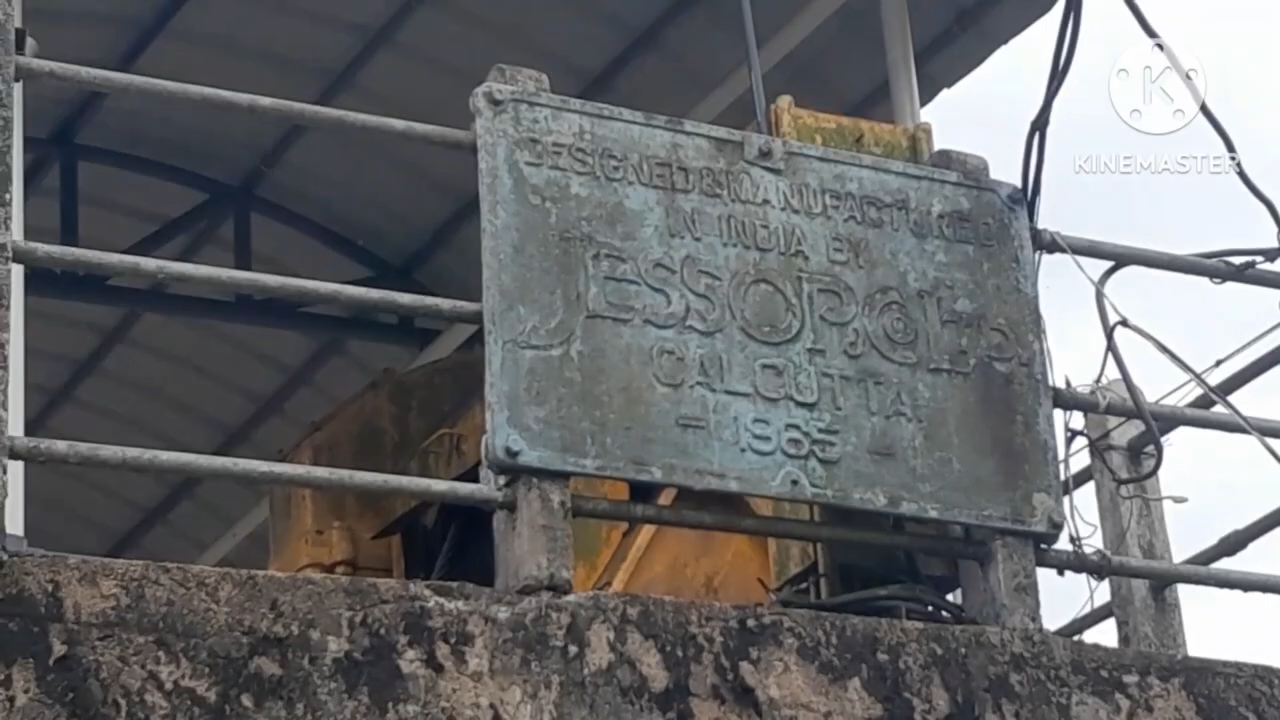 DESIGNED & MANUFACTURED
IN INDIA BY
JESSOP & Co LTD.
CALCUTTA
- 1965 -
K
KINEMASTER